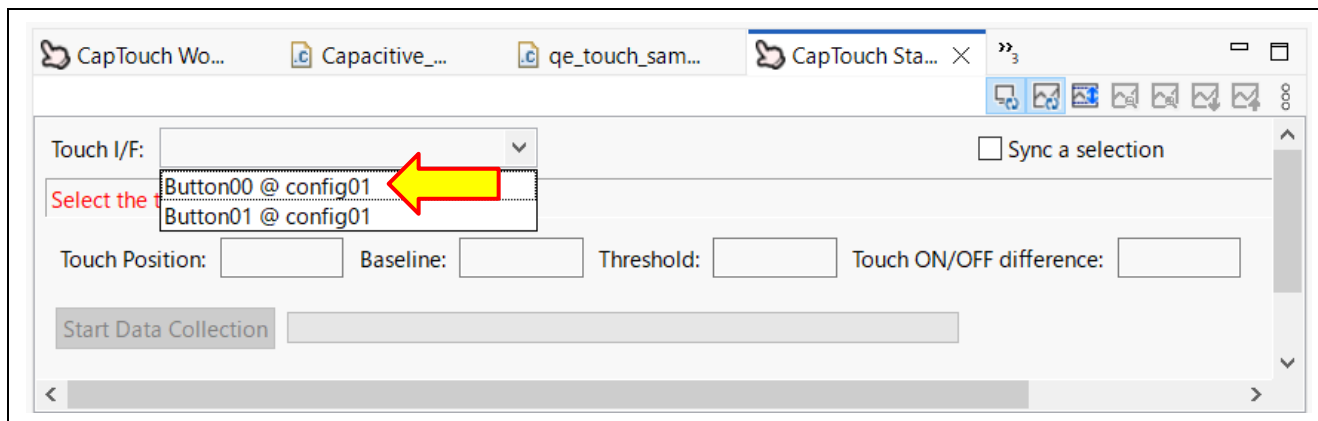 CapTouch Wo... Capacitive_... qe_touch_sam... CapTouch Sta... »3
Touch I/F: Sync a selection
Button00 @ config01
Select the t
Button01 @ config01
Touch Position: Baseline: Threshold: Touch ON/OFF difference:
Start Data Collection